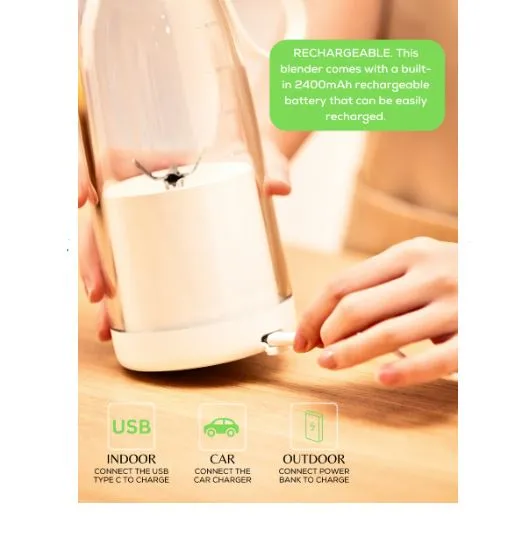 RECHARGEABLE. This
blender comes with a built-
in 2400mAh rechargeable
battery that can be easily
recharged.
USB
INDOOR
CONNECT THE USB
TYPE C TO CHARGE
CAR
CONNECT THE
CAR CHARGER
OUTDOOR
CONNECT POWER
BANK TO CHARGE